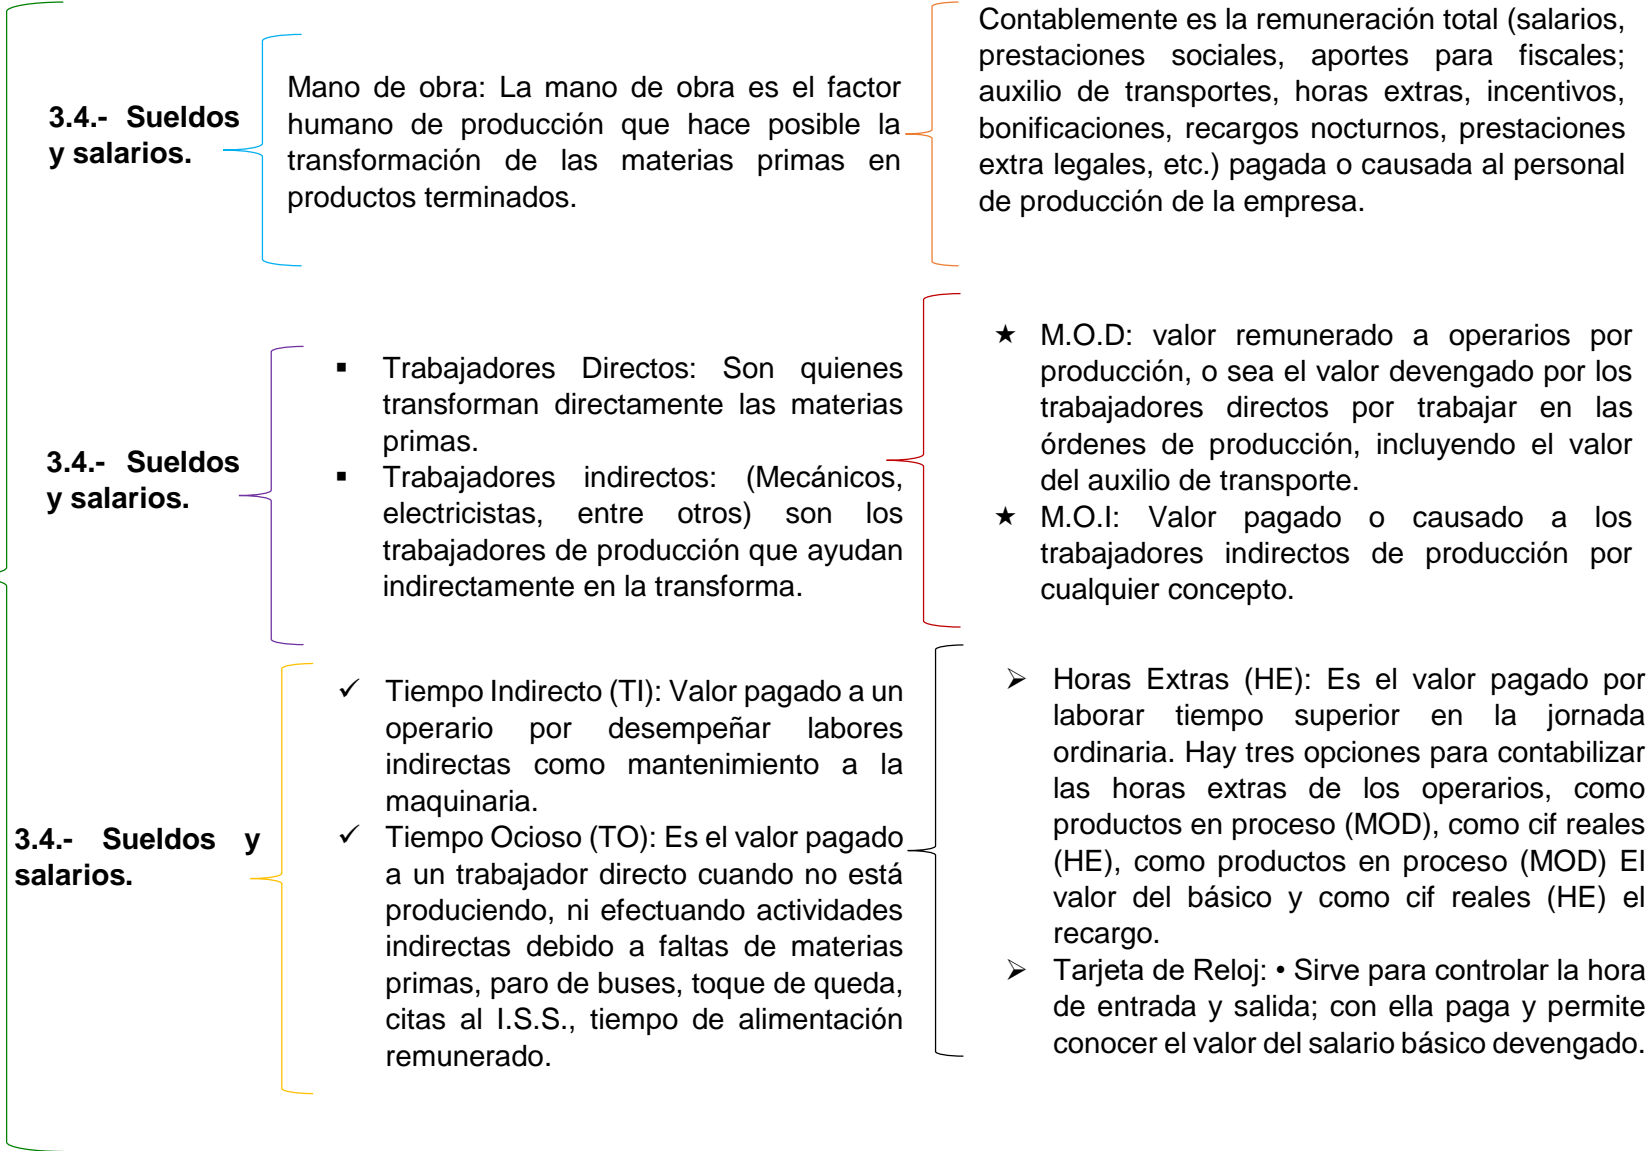 3.4.- Sueldos
y salarios.
Mano de obra: La mano de obra es el factor
humano de producción que hace posible la
transformación de las materias primas en
productos terminados.
Contablemente es la remuneración total (salarios,
prestaciones sociales, aportes para fiscales;
auxilio de transportes, horas extras, incentivos,
bonificaciones, recargos nocturnos, prestaciones
extra legales, etc.) pagada o causada al personal
de producción de la empresa.
3.4.- Sueldos
y salarios.
▪ Trabajadores Directos: Son quienes
transforman directamente las materias
primas.
▪ Trabajadores indirectos: (Mecánicos,
electricistas, entre otros) son los
trabajadores de producción que ayudan
indirectamente en la transforma.
★ M.O.D: valor remunerado a operarios por
producción, o sea el valor devengado por los
trabajadores directos por trabajar en las
órdenes de producción, incluyendo el valor
del auxilio de transporte.
★ M.O.I: Valor pagado o causado a los
trabajadores indirectos de producción por
cualquier concepto.
3.4.- Sueldos y
salarios.
✓ Tiempo Indirecto (TI): Valor pagado a un
operario por desempeñar labores
indirectas como mantenimiento a la
maquinaria.
✓ Tiempo Ocioso (TO): Es el valor pagado
a un trabajador directo cuando no está
produciendo, ni efectuando actividades
indirectas debido a faltas de materias
primas, paro de buses, toque de queda,
citas al I.S.S., tiempo de alimentación
remunerado.
➢ Horas Extras (HE): Es el valor pagado por
laborar tiempo superior en la jornada
ordinaria. Hay tres opciones para contabilizar
las horas extras de los operarios, como
productos en proceso (MOD), como cif reales
(HE), como productos en proceso (MOD) El
valor del básico y como cif reales (HE) el
recargo.
➢ Tarjeta de Reloj: • Sirve para controlar la hora
de entrada y salida; con ella paga y permite
conocer el valor del salario básico devengado.